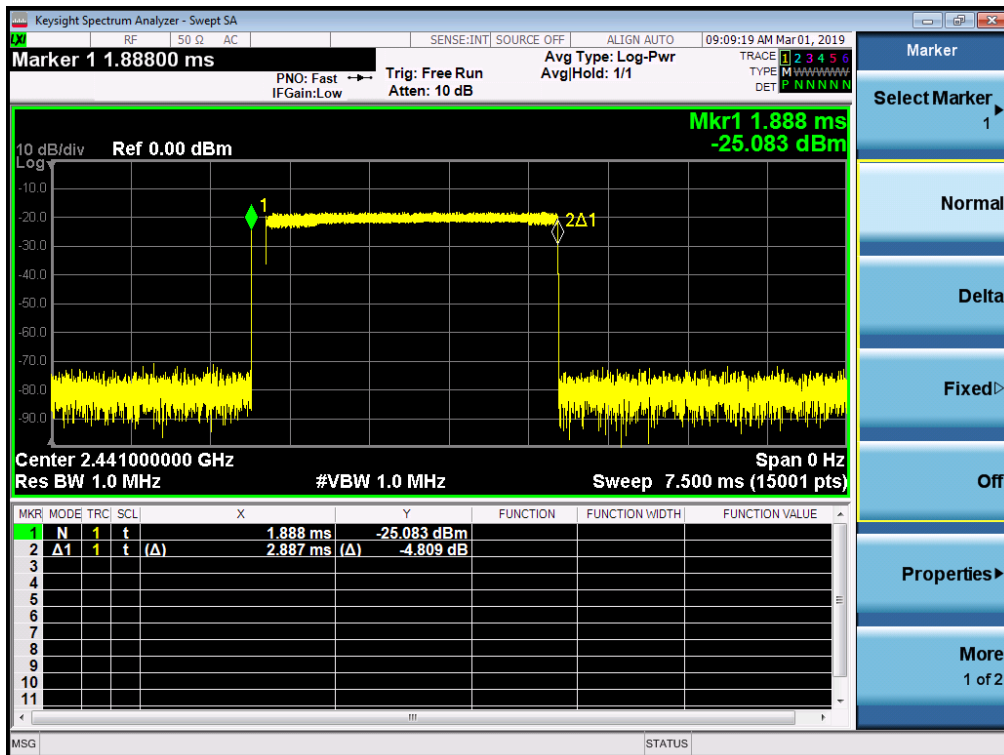 Keysight Spectrum Analyzer - Swept SA
LXI RF 50 Ω AC SENSE:INT SOURCE OFF ALIGN AUTO 09:09:19 AM Mar 01, 2019
Marker 1 1.88800 ms
PNO: Fast
IFGain:Low
Trig: Free Run
Atten: 10 dB
Avg Type: Log-Pwr
Avg|Hold: 1/1
TRACE 1 2 3 4 5 6
TYPE M WWWWW
DET P N N N N N
Mkr1 1.888 ms
-25.083 dBm
10 dB/div Ref 0.00 dBm
Log
-10.0
-20.0
-30.0
-40.0
-50.0
-60.0
-70.0
-80.0
-90.0
1
2Δ1
Center 2.441000000 GHz Span 0 Hz
Res BW 1.0 MHz #VBW 1.0 MHz Sweep 7.500 ms (15001 pts)
MKR MODE TRC SCL X Y FUNCTION FUNCTION WIDTH FUNCTION VALUE
1 N 1 t 1.888 ms -25.083 dBm
2 Δ1 1 t (Δ) 2.887 ms (Δ) -4.809 dB
3
4
5
6
7
8
9
10
11
MSG STATUS
Marker
Select Marker
1
Normal
Delta
Fixed
Off
Properties
More
1 of 2